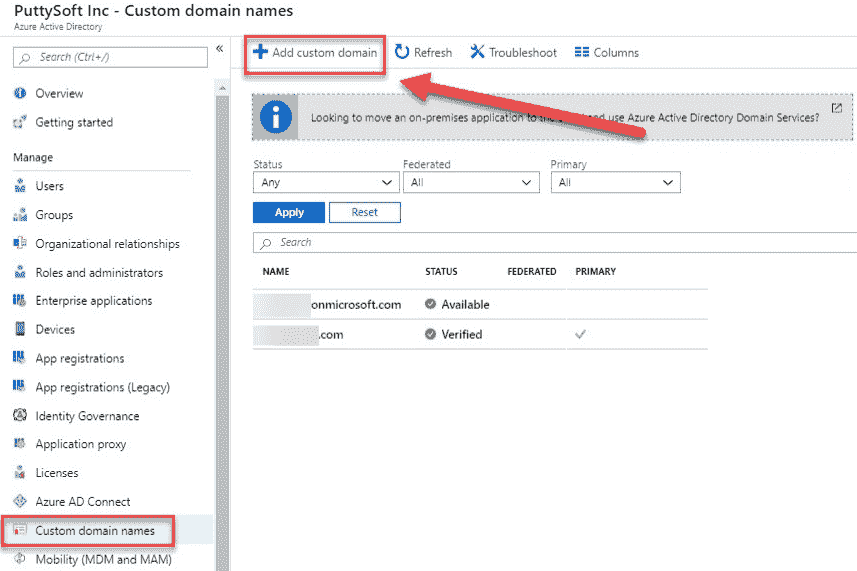 PuttySoft Inc - Custom domain names
Azure Active Directory
Search (Ctrl+/)
«
Overview
Getting started
Manage
Users
Groups
Organizational relationships
Roles and administrators
Enterprise applications
Devices
App registrations
App registrations (Legacy)
Identity Governance
Application proxy
Licenses
Azure AD Connect
Custom domain names
Mobility (MDM and MAM)
Add custom domain Refresh Troubleshoot Columns
Looking to move an on-premises application to the and use Azure Active Directory Domain Services?
Status Federated Primary
Any All All
Apply Reset
Search
NAME STATUS FEDERATED PRIMARY
onmicrosoft.com Available
.com Verified